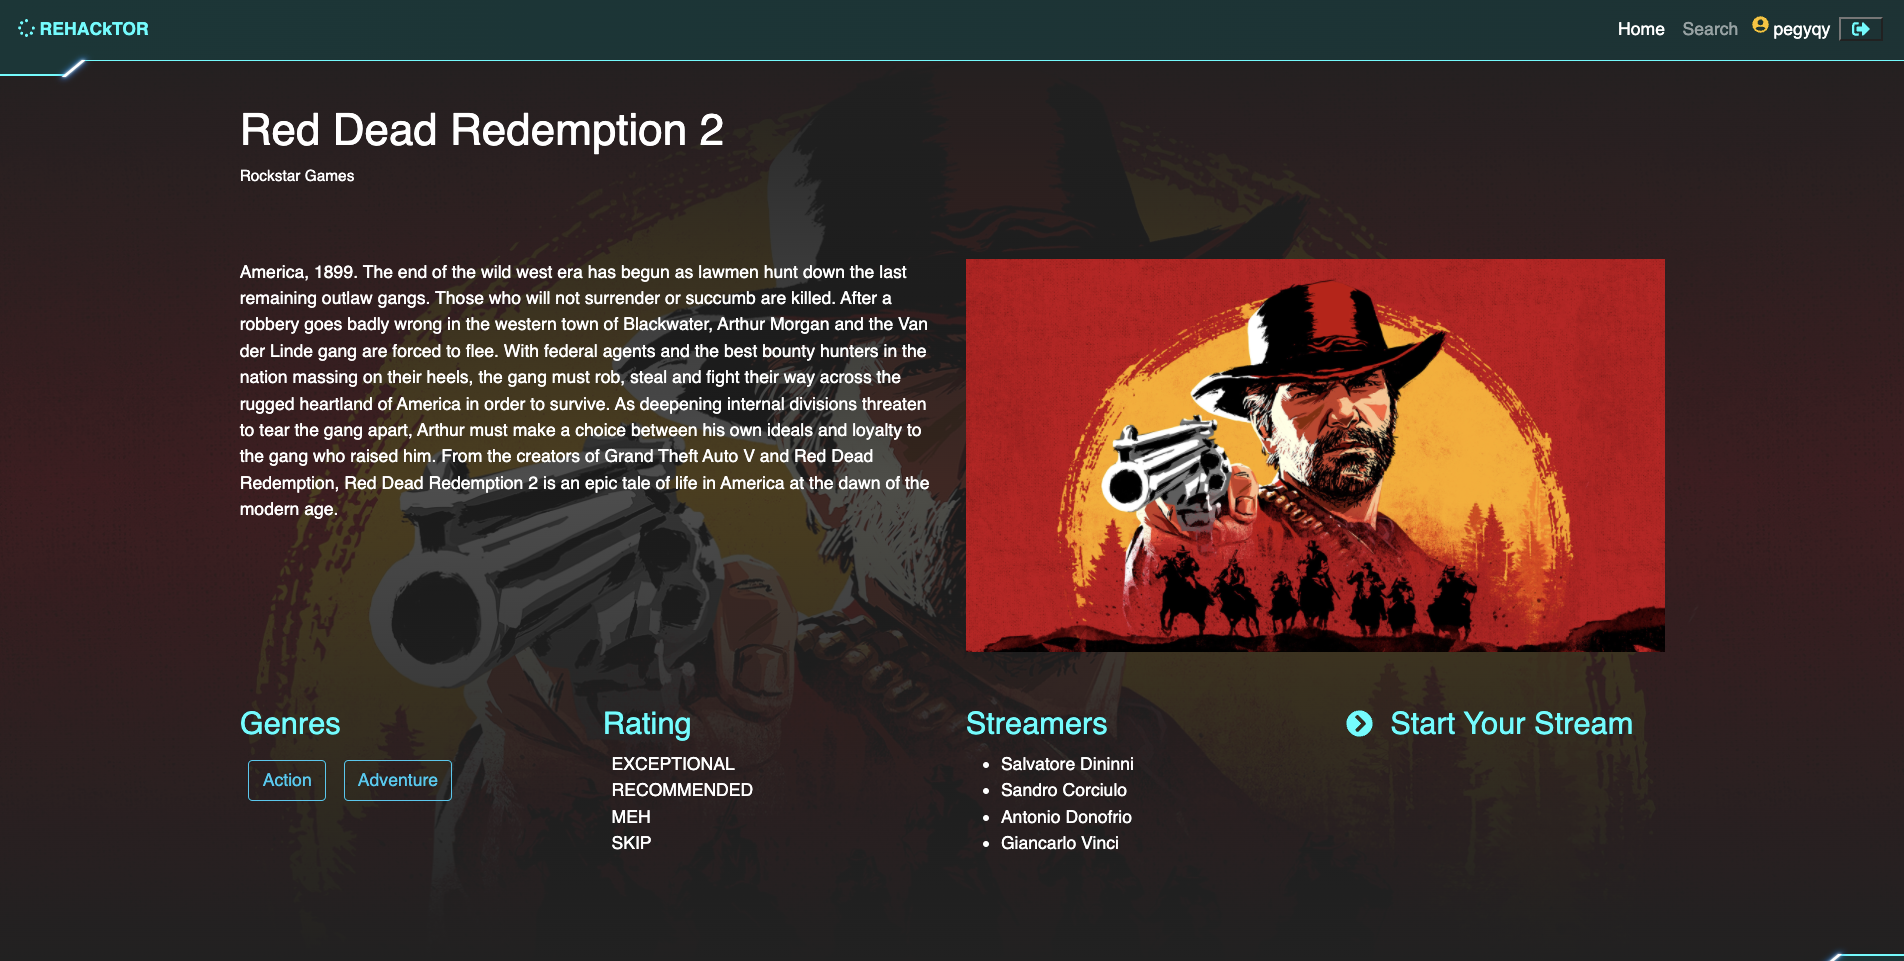 REHACkTOR
Home Search pegyqy
Red Dead Redemption 2
Rockstar Games
America, 1899. The end of the wild west era has begun as lawmen hunt down the last
remaining outlaw gangs. Those who will not surrender or succumb are killed. After a
robbery goes badly wrong in the western town of Blackwater, Arthur Morgan and the Van
der Linde gang are forced to flee. With federal agents and the best bounty hunters in the
nation massing on their heels, the gang must rob, steal and fight their way across the
rugged heartland of America in order to survive. As deepening internal divisions threaten
to tear the gang apart, Arthur must make a choice between his own ideals and loyalty to
the gang who raised him. From the creators of Grand Theft Auto V and Red Dead
Redemption, Red Dead Redemption 2 is an epic tale of life in America at the dawn of the
modern age.
Genres
Action Adventure
Rating
EXCEPTIONAL
RECOMMENDED
MEH
SKIP
Streamers
Salvatore Dininni
Sandro Corciulo
Antonio Donofrio
Giancarlo Vinci
Start Your Stream